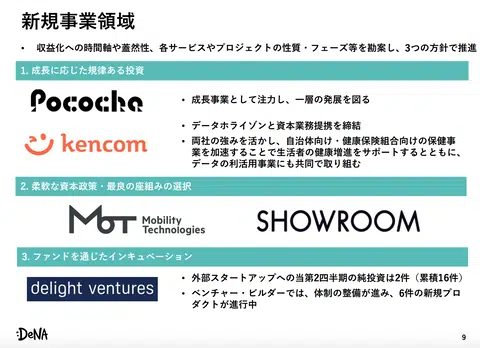 新規事業領域
• 収益化への時間軸や蓋然性、各サービスやプロジェクトの性質・フェーズ等を勘案し、3つの方針で推進
1. 成長に応じた規律ある投資
Pococha
• 成長事業として注力し、一層の発展を図る
kencom
• データホライゾンと資本業務提携を締結
• 両社の強みを活かし、自治体向け・健康保険組合向けの保健事
業を加速することで生活者の健康増進をサポートするとともに、
データの利活用事業にも共同で取り組む
2. 柔軟な資本政策・最良の座組みの選択
MoT Mobility
Technologies
SHOWROOM
3. ファンドを通じたインキュベーション
delight ventures
• 外部スタートアップへの当第2四半期の純投資は2件（累積16件）
• ベンチャー・ビルダーでは、体制の整備が進み、6件の新規プロ
ダクトが進行中
:DeNA
9